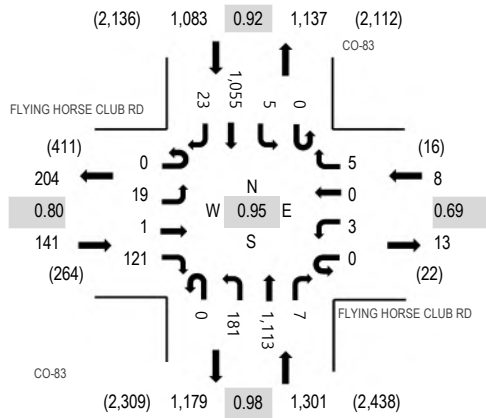 (2,136) 1,083 0.92 1,137 (2,112)
CO-83
23 1,055 5 0
FLYING HORSE CLUB RD
(411) 0 5 (16)
204 19 N 0 8
0.80 W 0.95 E 0.69
141 1 S 3 13
(264) 121 0 (22)
0 181 1,113 7
FLYING HORSE CLUB RD
CO-83
(2,309) 1,179 0.98 1,301 (2,438)